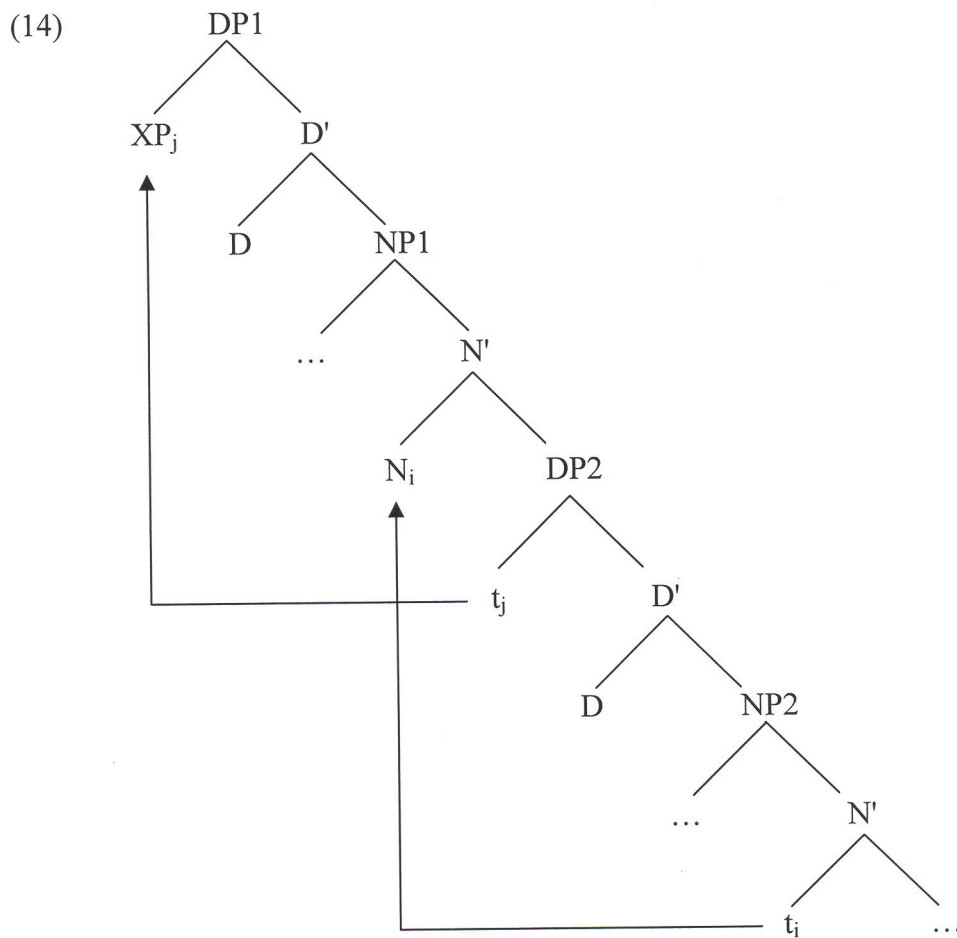 (14) DP1
XPⱼ D'
D NP1
… N'
Nᵢ DP2
tⱼ D'
D NP2
… N'
tᵢ …